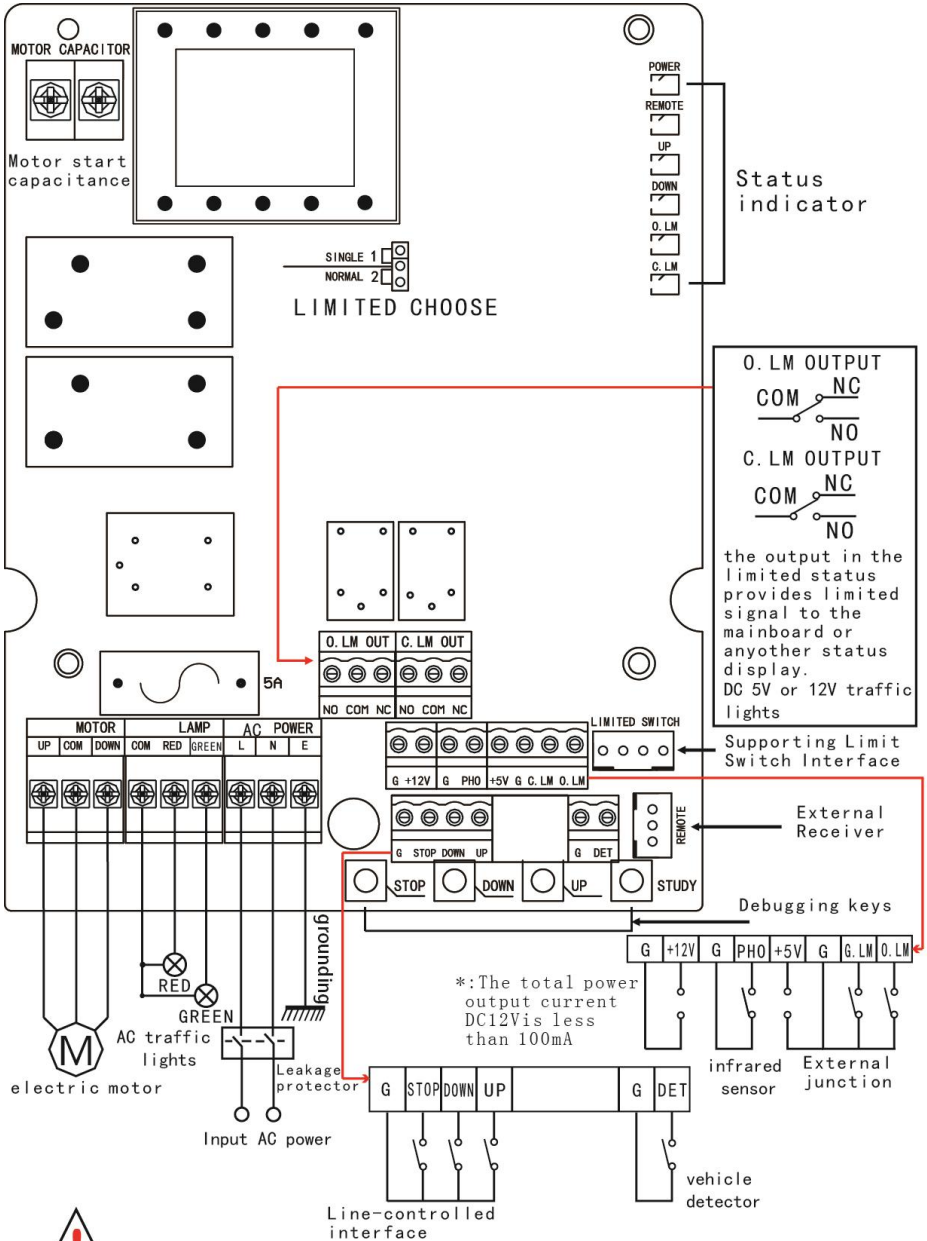 MOTOR CAPACITOR
Motor start
capacitance
POWER
REMOTE
UP
DOWN
O. LM
C. LM
Status
indicator
SINGLE 1
NORMAL 2
LIMITED CHOOSE
O. LM OUTPUT
COM NC
NO
C. LM OUTPUT
COM NC
NO
the output in the
limited status
provides limited
signal to the
mainboard or
anyother status
display.
DC 5V or 12V traffic
lights
5A
O. LM OUT C. LM OUT
NO COM NC NO COM NC
MOTOR LAMP AC POWER
UP COM DOWN COM RED GREEN L N E
LIMITED SWITCH
G +12V G PHO +5V G C. LM O. LM
Supporting Limit
Switch Interface
G STOP DOWN UP G DET
REMOTE
External
Receiver
STOP DOWN UP STUDY
Debugging keys
grounding
RED
GREEN
AC traffic
lights
M
electric motor
Leakage
protector
Input AC power
*:The total power
output current
DC12Vis less
than 100mA
G +12V G PHO +5V G G. LM O. LM
infrared
sensor
External
junction
G STOP DOWN UP G DET
vehicle
detector
Line-controlled
interface